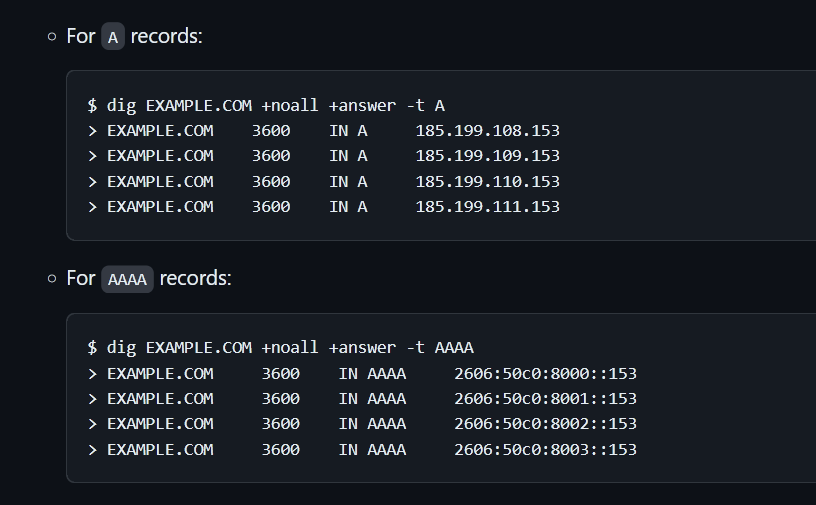 For A records:
$ dig EXAMPLE.COM +noall +answer -t A
> EXAMPLE.COM    3600    IN A     185.199.108.153
> EXAMPLE.COM    3600    IN A     185.199.109.153
> EXAMPLE.COM    3600    IN A     185.199.110.153
> EXAMPLE.COM    3600    IN A     185.199.111.153
For AAAA records:
$ dig EXAMPLE.COM +noall +answer -t AAAA
> EXAMPLE.COM     3600    IN AAAA     2606:50c0:8000::153
> EXAMPLE.COM     3600    IN AAAA     2606:50c0:8001::153
> EXAMPLE.COM     3600    IN AAAA     2606:50c0:8002::153
> EXAMPLE.COM     3600    IN AAAA     2606:50c0:8003::153